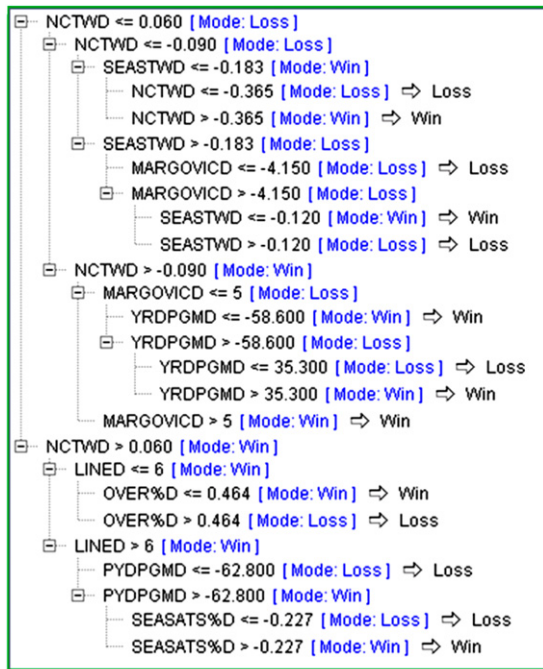 NCTWD <= 0.060 [Mode: Loss]
NCTWD <= -0.090 [Mode: Loss]
SEASTWD <= -0.183 [Mode: Win]
NCTWD <= -0.365 [Mode: Loss] ⇨ Loss
NCTWD > -0.365 [Mode: Win] ⇨ Win
SEASTWD > -0.183 [Mode: Loss]
MARGOVICD <= -4.150 [Mode: Loss] ⇨ Loss
MARGOVICD > -4.150 [Mode: Loss]
SEASTWD <= -0.120 [Mode: Win] ⇨ Win
SEASTWD > -0.120 [Mode: Loss] ⇨ Loss
NCTWD > -0.090 [Mode: Win]
MARGOVICD <= 5 [Mode: Loss]
YRDPGMD <= -58.600 [Mode: Win] ⇨ Win
YRDPGMD > -58.600 [Mode: Loss]
YRDPGMD <= 35.300 [Mode: Loss] ⇨ Loss
YRDPGMD > 35.300 [Mode: Win] ⇨ Win
MARGOVICD > 5 [Mode: Win] ⇨ Win
NCTWD > 0.060 [Mode: Win]
LINED <= 6 [Mode: Win]
OVER%D <= 0.464 [Mode: Win] ⇨ Win
OVER%D > 0.464 [Mode: Loss] ⇨ Loss
LINED > 6 [Mode: Win]
PYDPGMD <= -62.800 [Mode: Loss] ⇨ Loss
PYDPGMD > -62.800 [Mode: Win]
SEASATS%D <= -0.227 [Mode: Loss] ⇨ Loss
SEASATS%D > -0.227 [Mode: Win] ⇨ Win